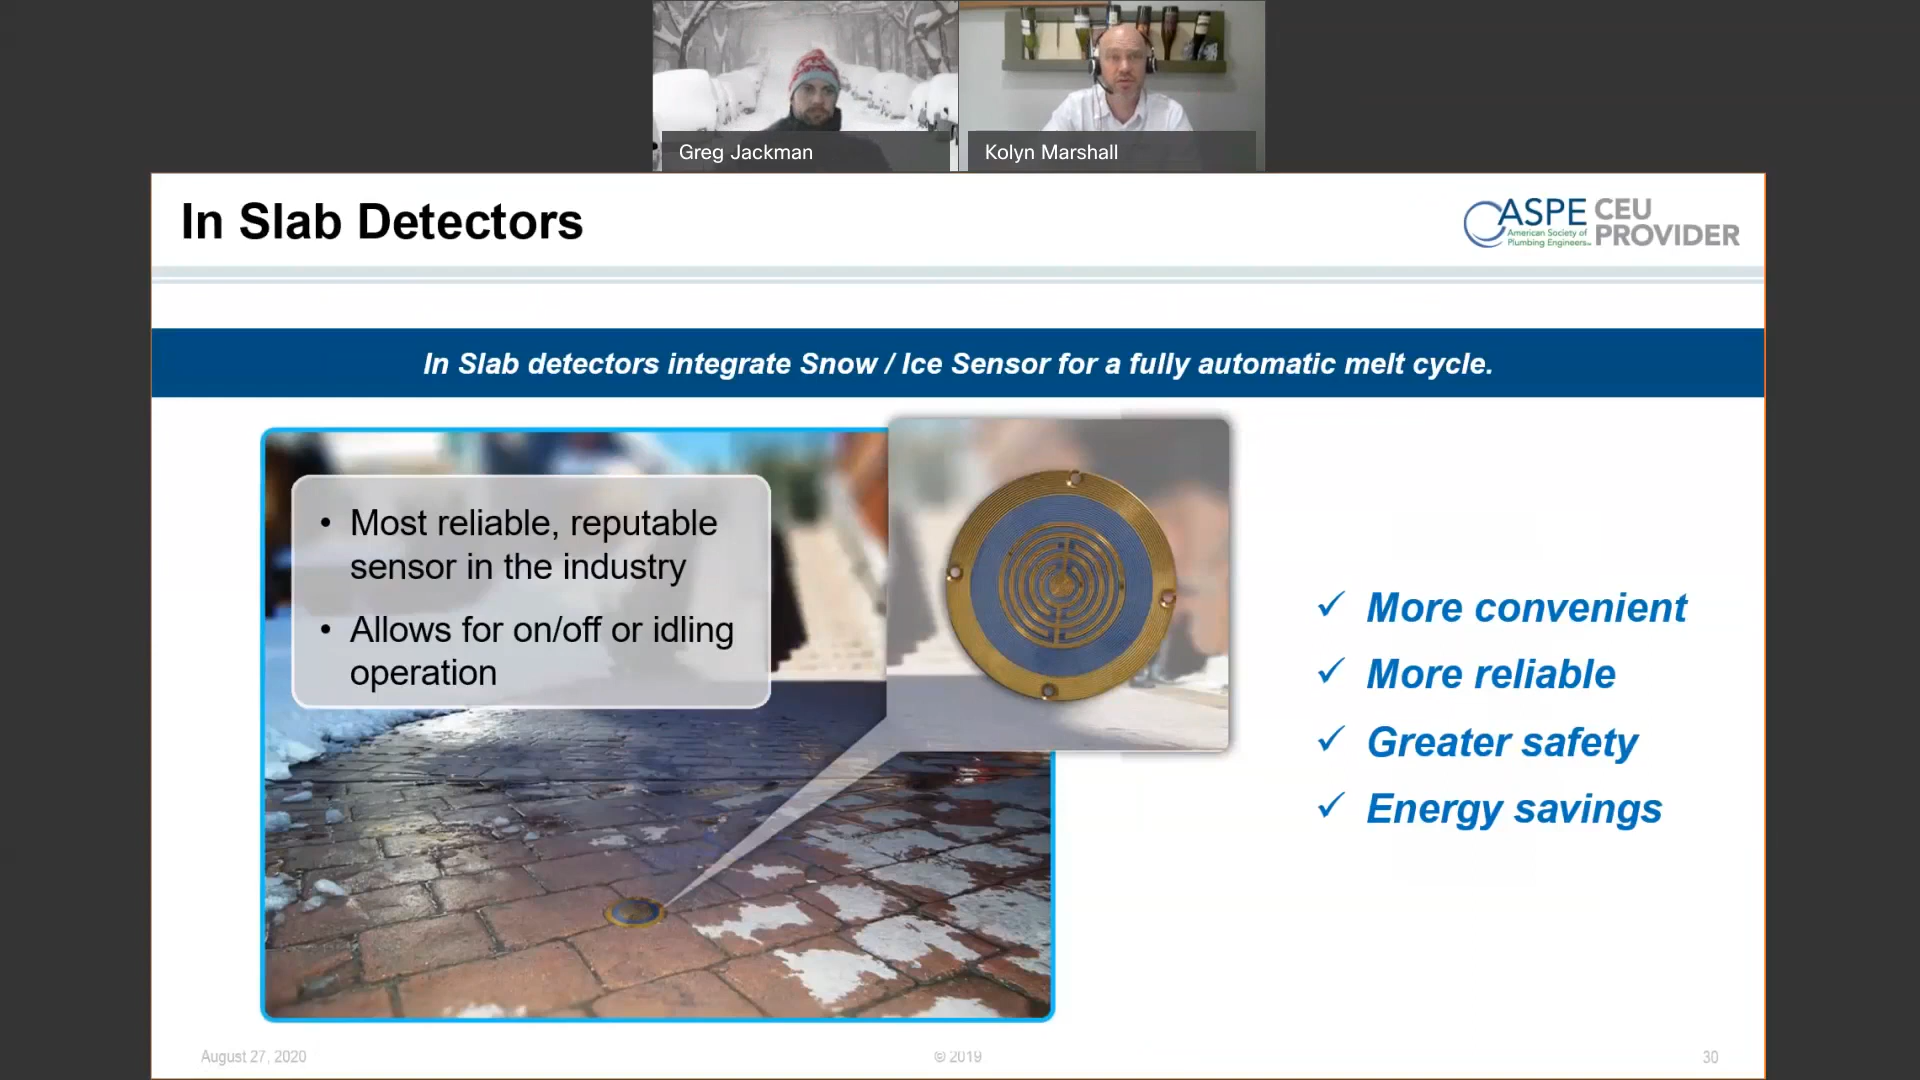 Greg Jackman
Kolyn Marshall
In Slab Detectors
ASPE CEU
American Society of
Plumbing Engineers PROVIDER
In Slab detectors integrate Snow / Ice Sensor for a fully automatic melt cycle.
• Most reliable, reputable
sensor in the industry
• Allows for on/off or idling
operation
✓ More convenient
✓ More reliable
✓ Greater safety
✓ Energy savings
August 27, 2020
© 2019
30